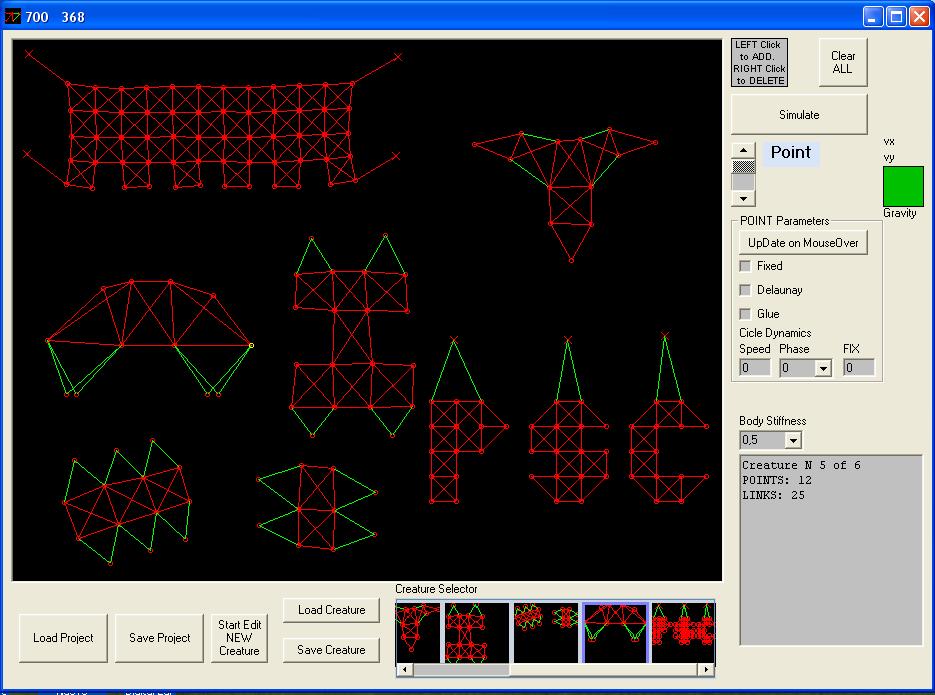 700 368
LEFT Click
to ADD.
RIGHT Click
to DELETE
Clear
ALL
Simulate
Point
vx
vy
Gravity
POINT Parameters
UpDate on MouseOver
Fixed
Delaunay
Glue
Cicle Dynamics
Speed Phase FIX
0 0 0
Body Stiffness
0,5
Creature N 5 of 6
POINTS: 12
LINKS: 25
Creature Selector
Load Project
Save Project
Start Edit
NEW
Creature
Load Creature
Save Creature